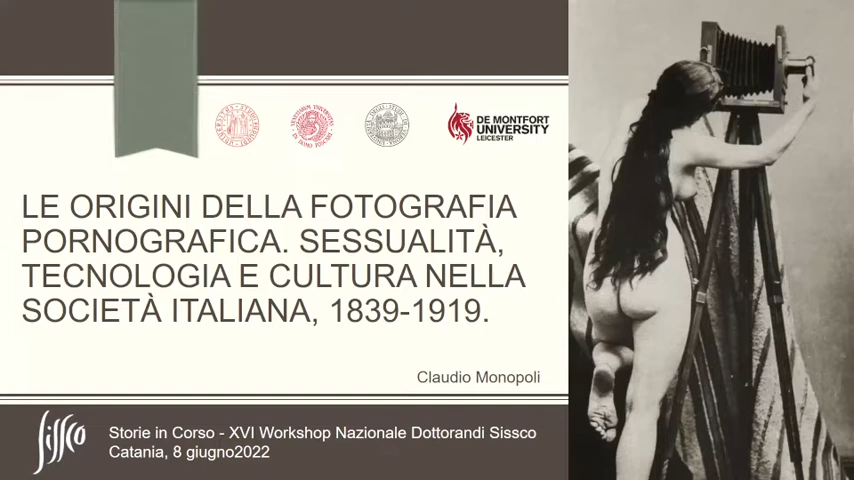 DE MONTFORT
UNIVERSITY
LEICESTER
LE ORIGINI DELLA FOTOGRAFIA
PORNOGRAFICA. SESSUALITÀ,
TECNOLOGIA E CULTURA NELLA
SOCIETÀ ITALIANA, 1839-1919.
Claudio Monopoli
Sissco
Storie in Corso - XVI Workshop Nazionale Dottorandi Sissco
Catania, 8 giugno2022